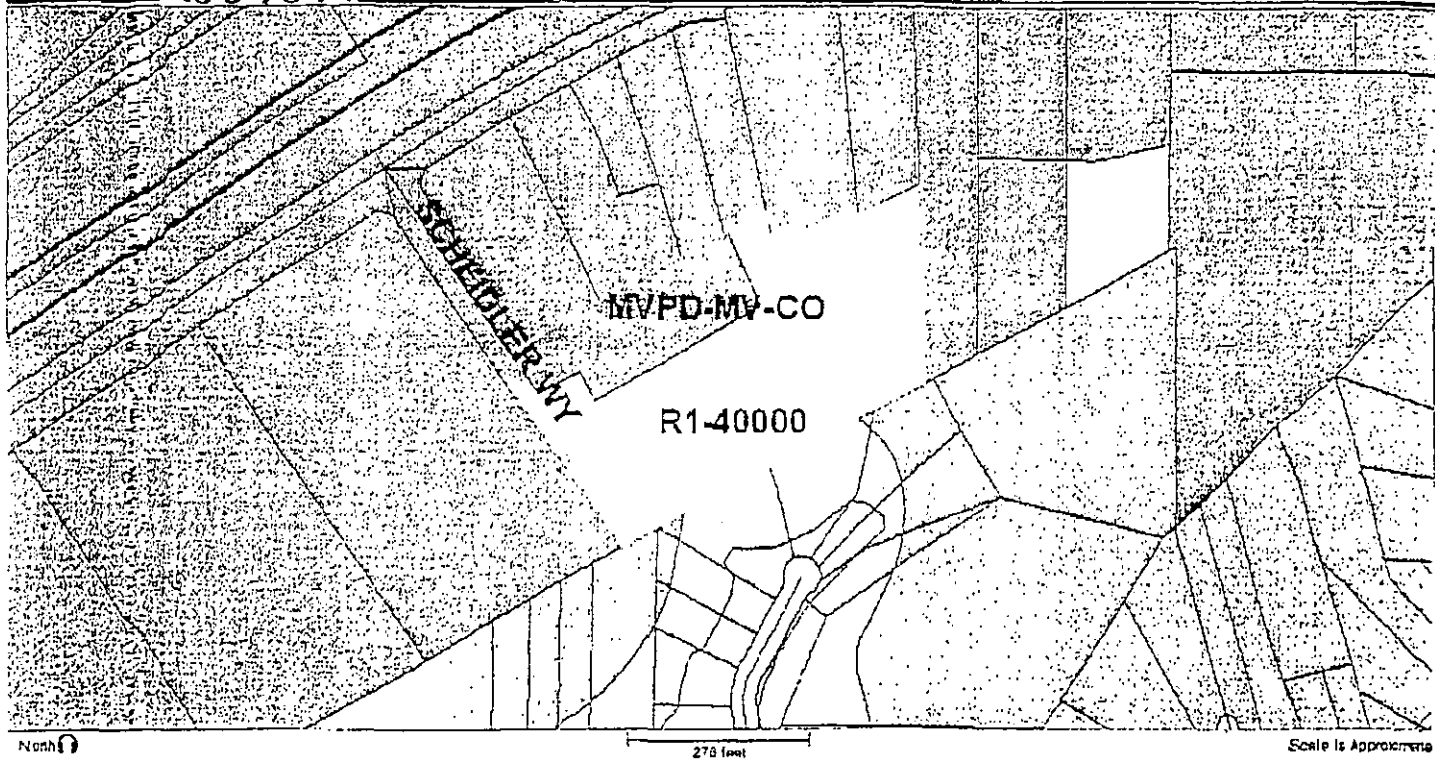 SCHEIDLER WY
MVPD-MV-CO
R1-40000
North
278 feet
Scale is Approximate